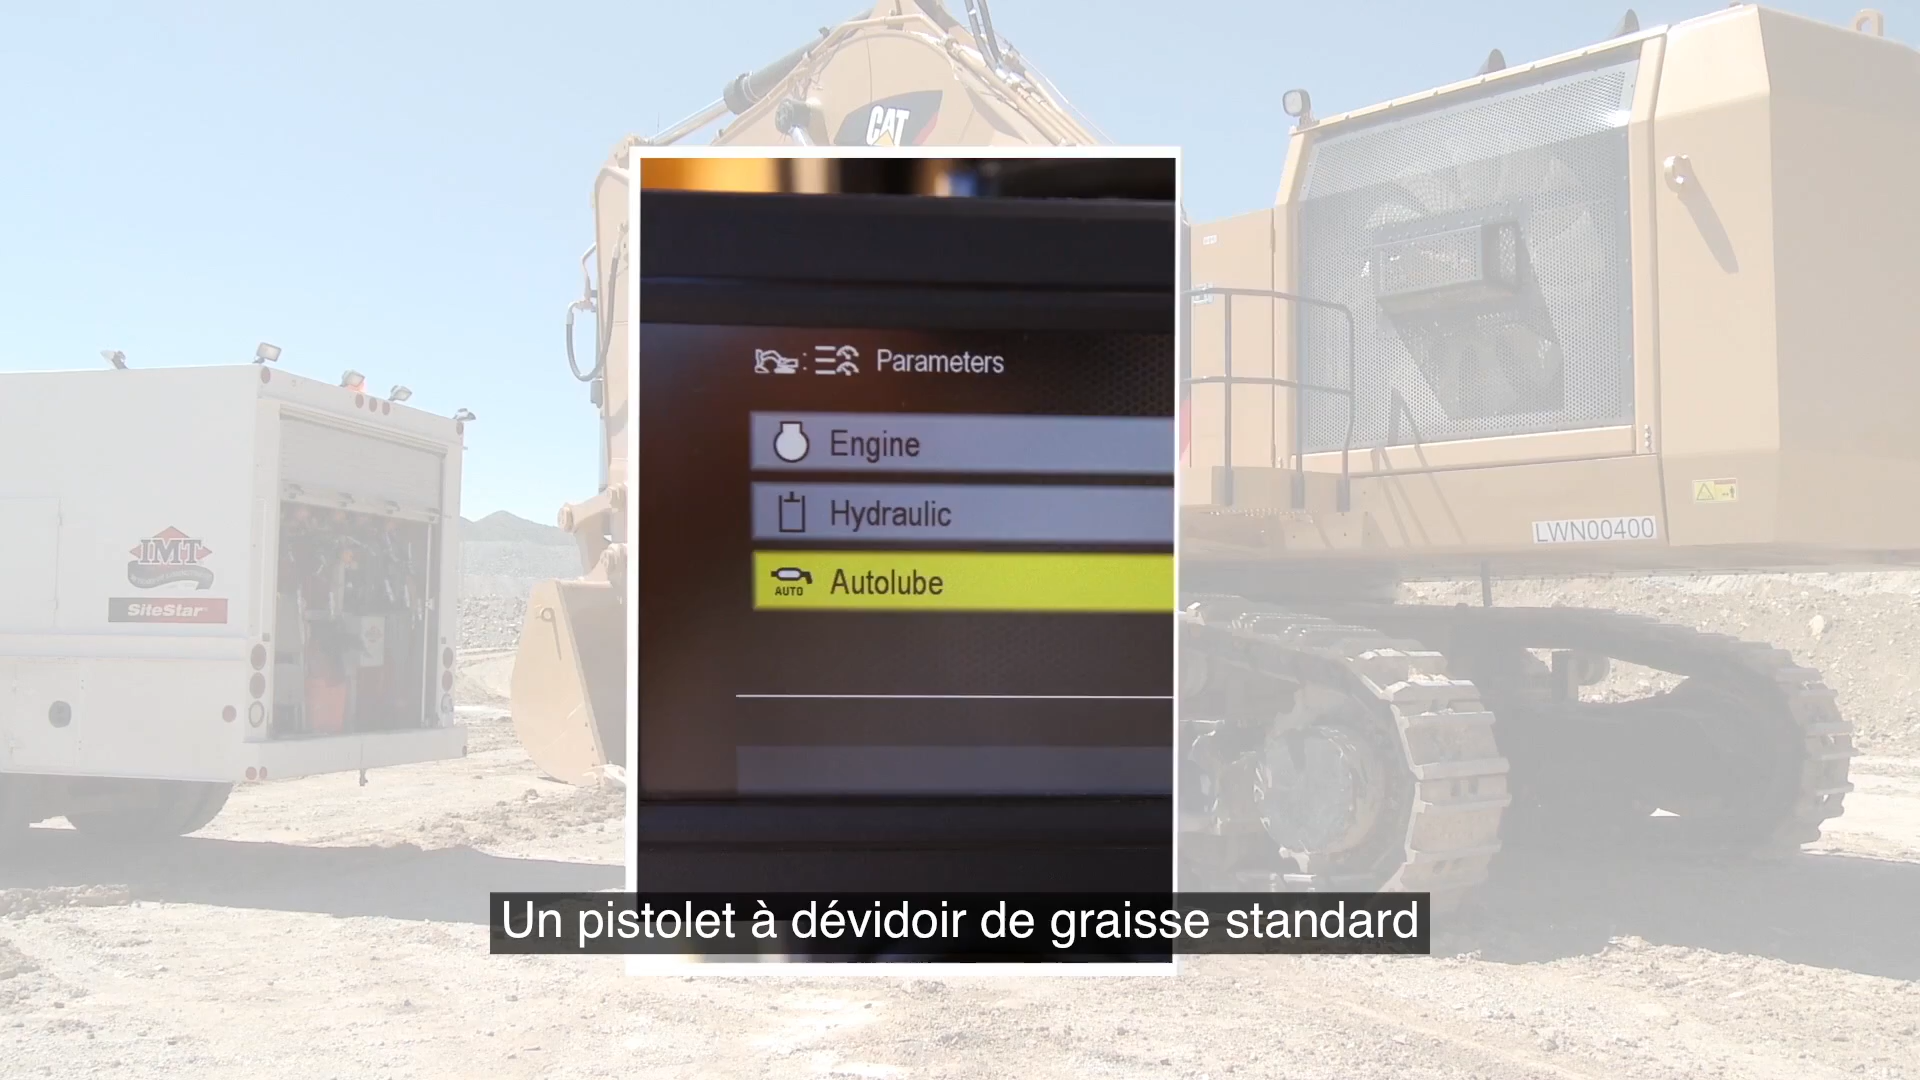 CAT
Parameters
Engine
Hydraulic
AUTO Autolube
IMT
SiteStar
LWN00400
Un pistolet à dévidoir de graisse standard